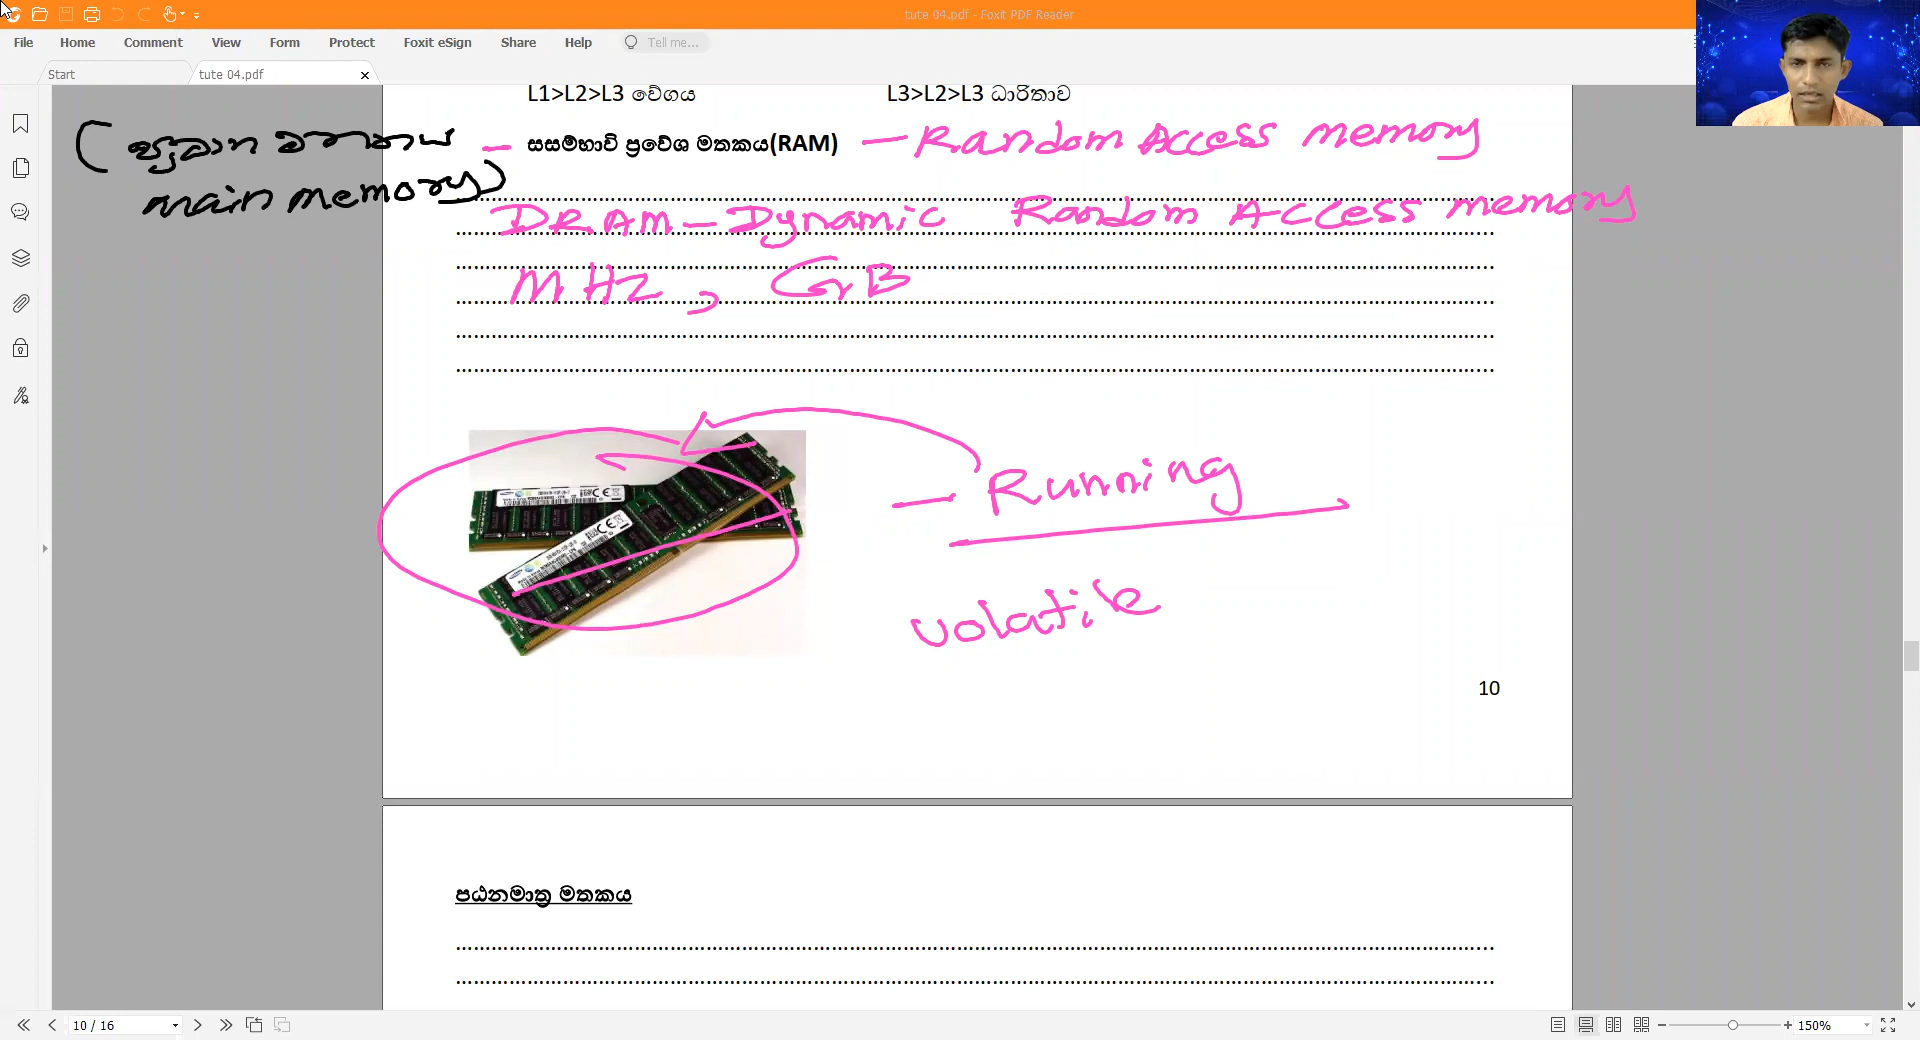 tute 04.pdf - Foxit PDF Reader
File Home Comment View Form Protect Foxit eSign Share Help Tell me...
Start tute 04.pdf
L1>L2>L3 වේගය L3>L2>L3 ධාරිතාව
(ප්‍රධාන මතකය - සසම්භාවි ප්‍රවේශ මතකය(RAM) - Random Access memory
main memory)
DRAM - Dynamic Random Access memory
MHz, GB
- Running
volatile
10
පඨනමාත්‍ර මතකය
10 / 16 150%